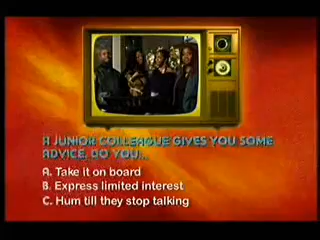 A JUNIOR COLLEAGUE GIVES YOU SOME
ADVICE. DO YOU...
A. Take it on board
B. Express limited interest
C. Hum till they stop talking